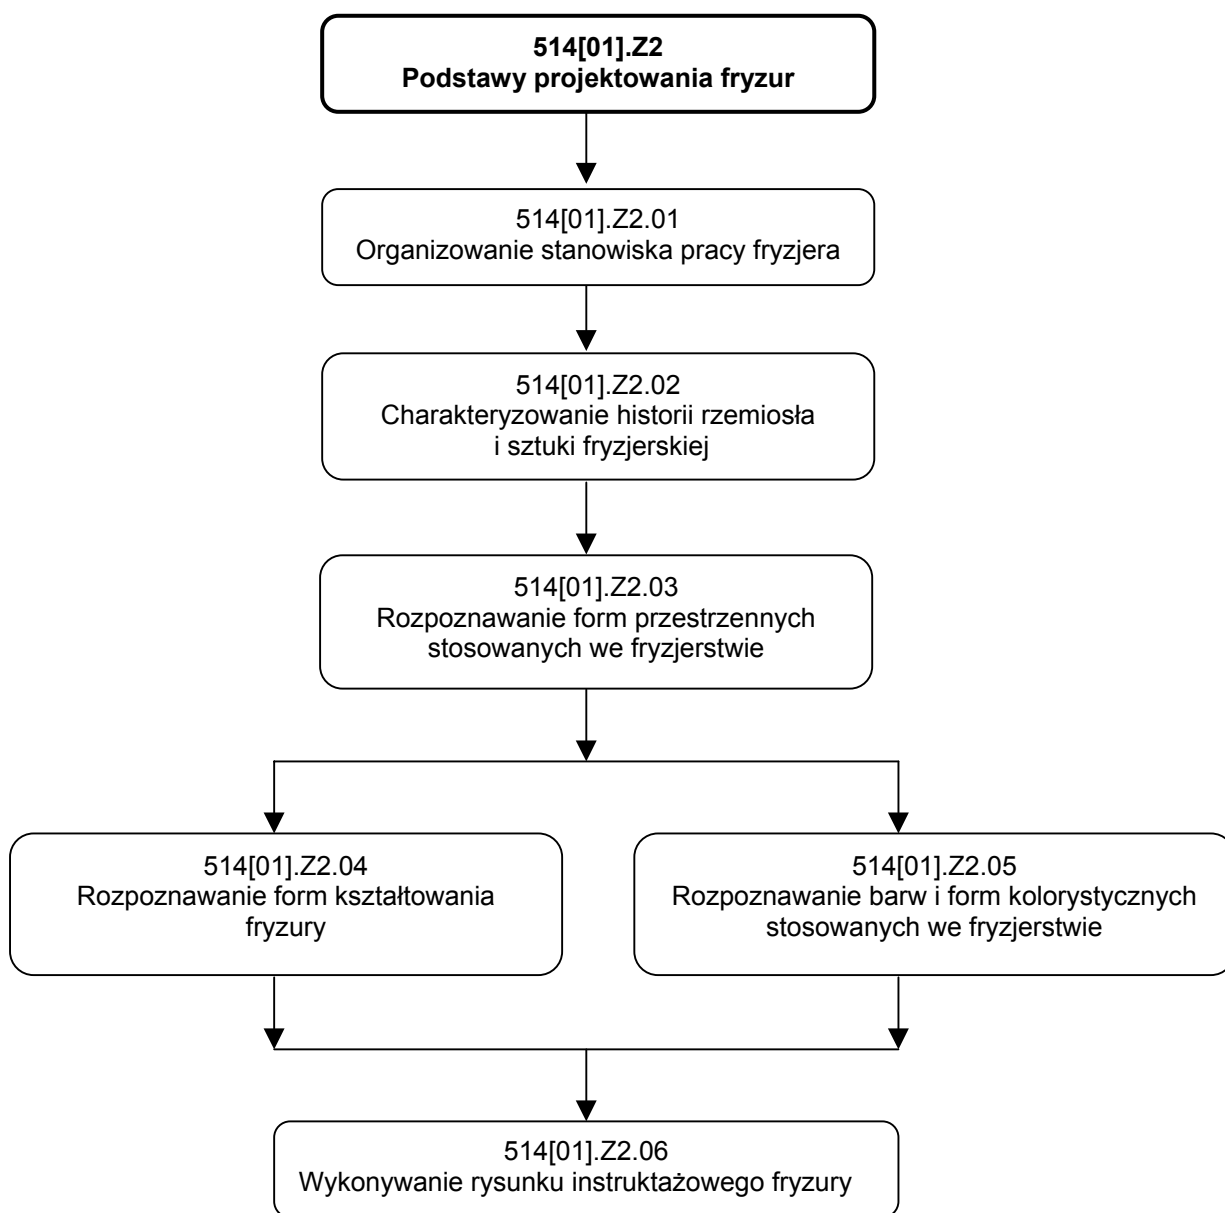 514[01].Z2
Podstawy projektowania fryzur
514[01].Z2.01
Organizowanie stanowiska pracy fryzjera
514[01].Z2.02
Charakteryzowanie historii rzemiosła
i sztuki fryzjerskiej
514[01].Z2.03
Rozpoznawanie form przestrzennych
stosowanych we fryzjerstwie
514[01].Z2.04
Rozpoznawanie form kształtowania
fryzury
514[01].Z2.05
Rozpoznawanie barw i form kolorystycznych
stosowanych we fryzjerstwie
514[01].Z2.06
Wykonywanie rysunku instruktażowego fryzury